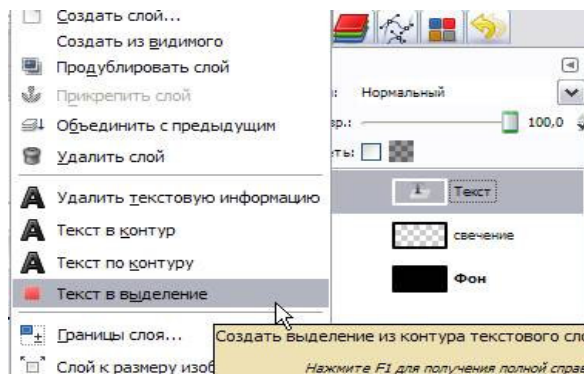 Создать слой...
Создать из видимого
Продублировать слой
Прикрепить слой
Объединить с предыдущим
Удалить слой
Удалить текстовую информацию
Текст в контур
Текст по контуру
Текст в выделение
Границы слоя...
Слой к размеру изоб
: Нормальный
зр.: 100,0
ть:
Текст
свечение
Фон
Создать выделение из контура текстового сло
Нажмите F1 для получения полной справ